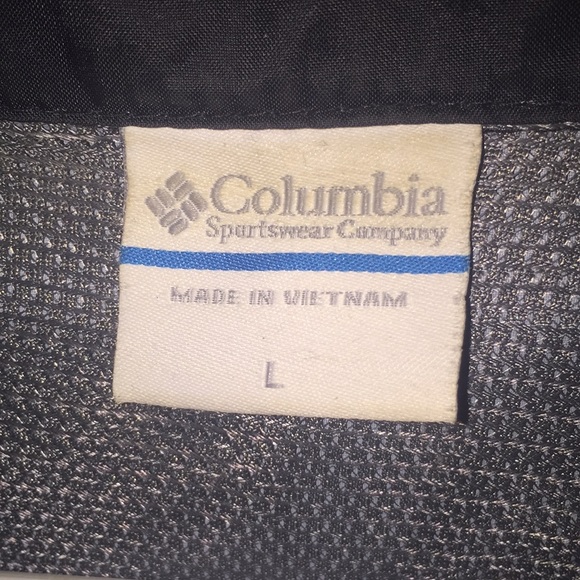 Columbia
Sportswear Company
MADE IN VIETNAM
L